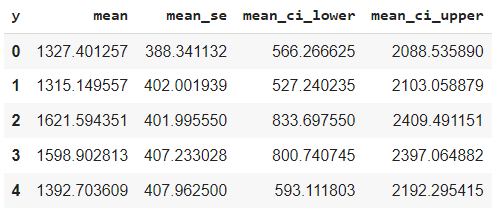 y mean mean_se mean_ci_lower mean_ci_upper
0 1327.401257 388.341132 566.266625 2088.535890
1 1315.149557 402.001939 527.240235 2103.058879
2 1621.594351 401.995550 833.697550 2409.491151
3 1598.902813 407.233028 800.740745 2397.064882
4 1392.703609 407.962500 593.111803 2192.295415